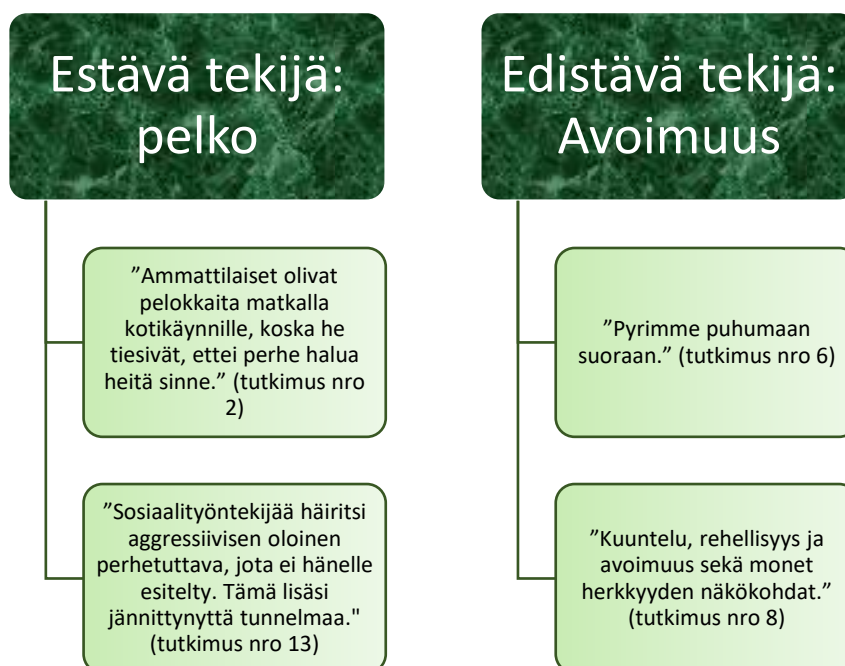 Estävä tekijä:
pelko
”Ammattilaiset olivat
pelokkaita matkalla
kotikäynnille, koska he
tiesivät, ettei perhe halua
heitä sinne.” (tutkimus nro
2)
”Sosiaalityöntekijää häiritsi
aggressiivisen oloinen
perhetuttava, jota ei hänelle
esitelty. Tämä lisäsi
jännittynyttä tunnelmaa."
(tutkimus nro 13)
Edistävä tekijä:
Avoimuus
”Pyrimme puhumaan
suoraan.” (tutkimus nro 6)
”Kuuntelu, rehellisyys ja
avoimuus sekä monet
herkkyyden näkökohdat.”
(tutkimus nro 8)